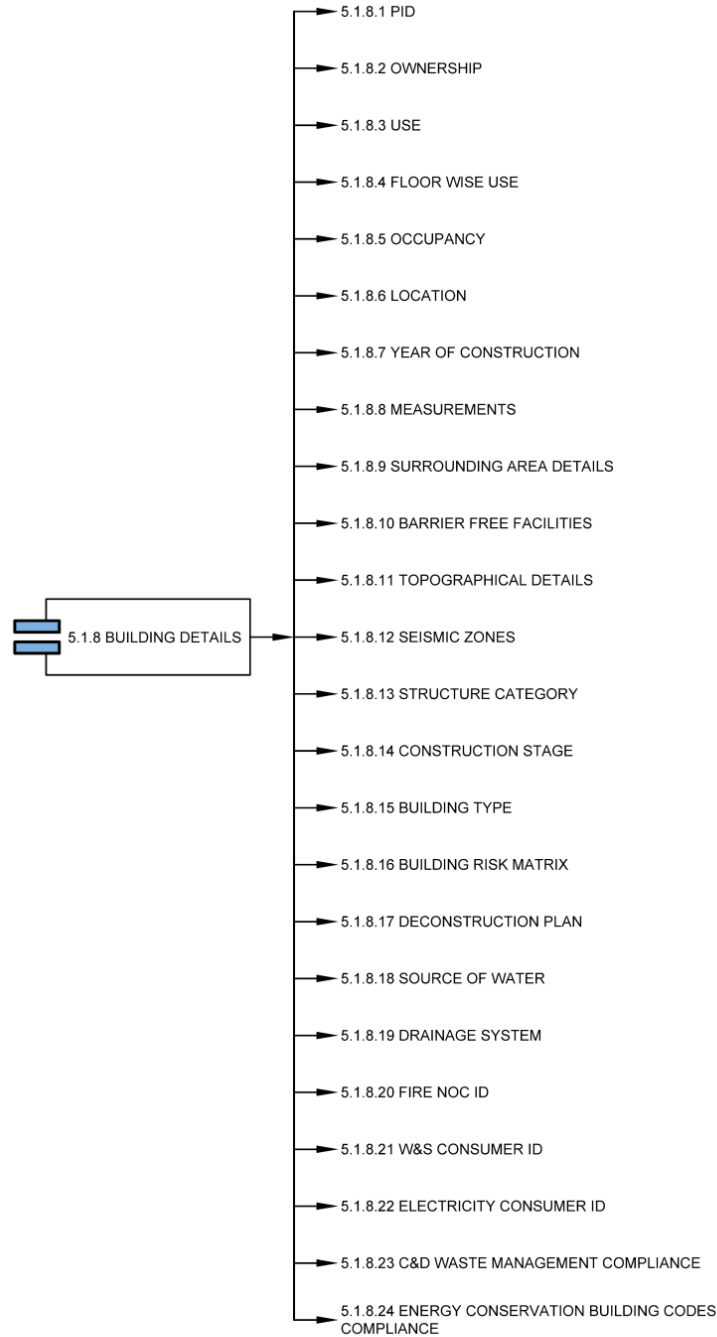 5.1.8.1 PID
5.1.8.2 OWNERSHIP
5.1.8.3 USE
5.1.8.4 FLOOR WISE USE
5.1.8.5 OCCUPANCY
5.1.8.6 LOCATION
5.1.8.7 YEAR OF CONSTRUCTION
5.1.8.8 MEASUREMENTS
5.1.8.9 SURROUNDING AREA DETAILS
5.1.8.10 BARRIER FREE FACILITIES
5.1.8.11 TOPOGRAPHICAL DETAILS
5.1.8 BUILDING DETAILS
5.1.8.12 SEISMIC ZONES
5.1.8.13 STRUCTURE CATEGORY
5.1.8.14 CONSTRUCTION STAGE
5.1.8.15 BUILDING TYPE
5.1.8.16 BUILDING RISK MATRIX
5.1.8.17 DECONSTRUCTION PLAN
5.1.8.18 SOURCE OF WATER
5.1.8.19 DRAINAGE SYSTEM
5.1.8.20 FIRE NOC ID
5.1.8.21 W&S CONSUMER ID
5.1.8.22 ELECTRICITY CONSUMER ID
5.1.8.23 C&D WASTE MANAGEMENT COMPLIANCE
5.1.8.24 ENERGY CONSERVATION BUILDING CODES
COMPLIANCE